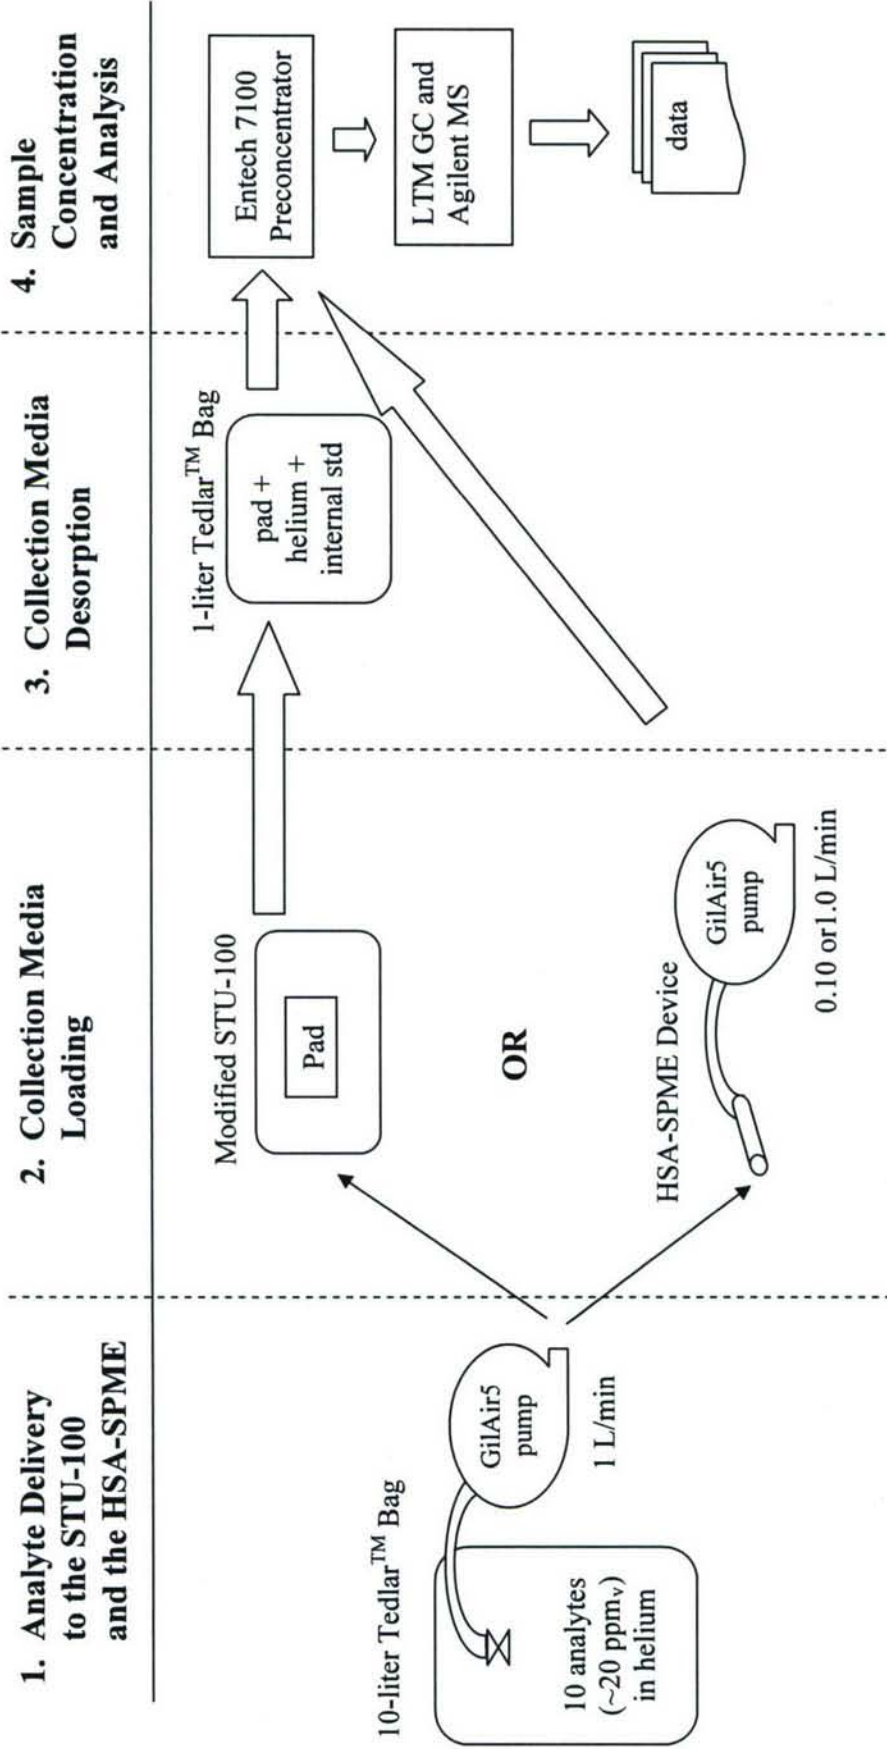 1. Analyte Delivery
to the STU-100
and the HSA-SPME
2. Collection Media
Loading
3. Collection Media
Desorption
4. Sample
Concentration
and Analysis
10-liter Tedlar™ Bag
10 analytes
(~20 ppmᵥ)
in helium
GilAir5
pump
1 L/min
Modified STU-100
Pad
OR
HSA-SPME Device
GilAir5
pump
0.10 or1.0 L/min
1-liter Tedlar™ Bag
pad +
helium +
internal std
Entech 7100
Preconcentrator
LTM GC and
Agilent MS
data